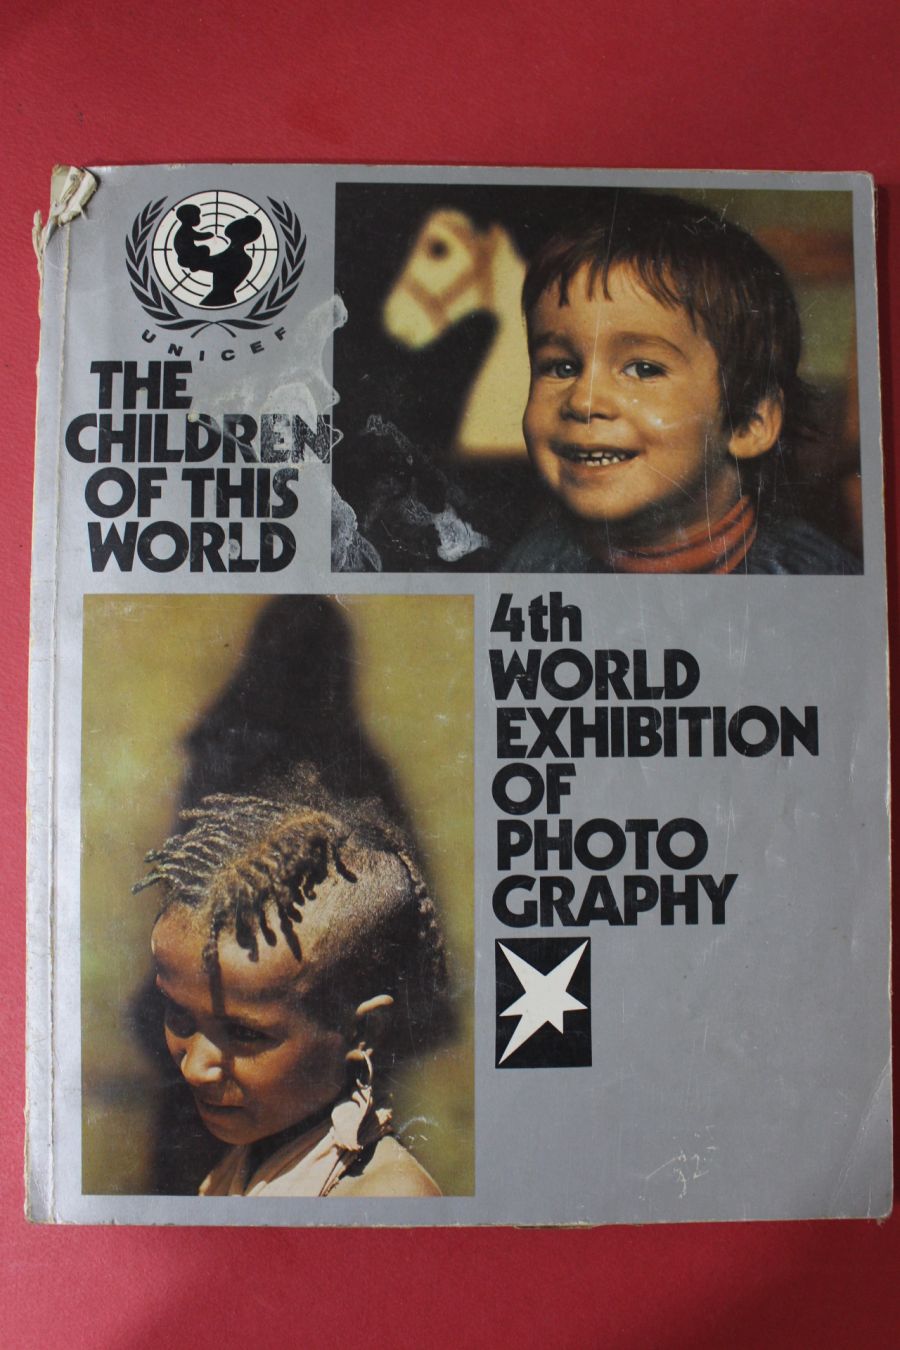 UNICEF
THE
CHILDREN
OF THIS
WORLD
4th
WORLD
EXHIBITION
OF
PHOTO
GRAPHY